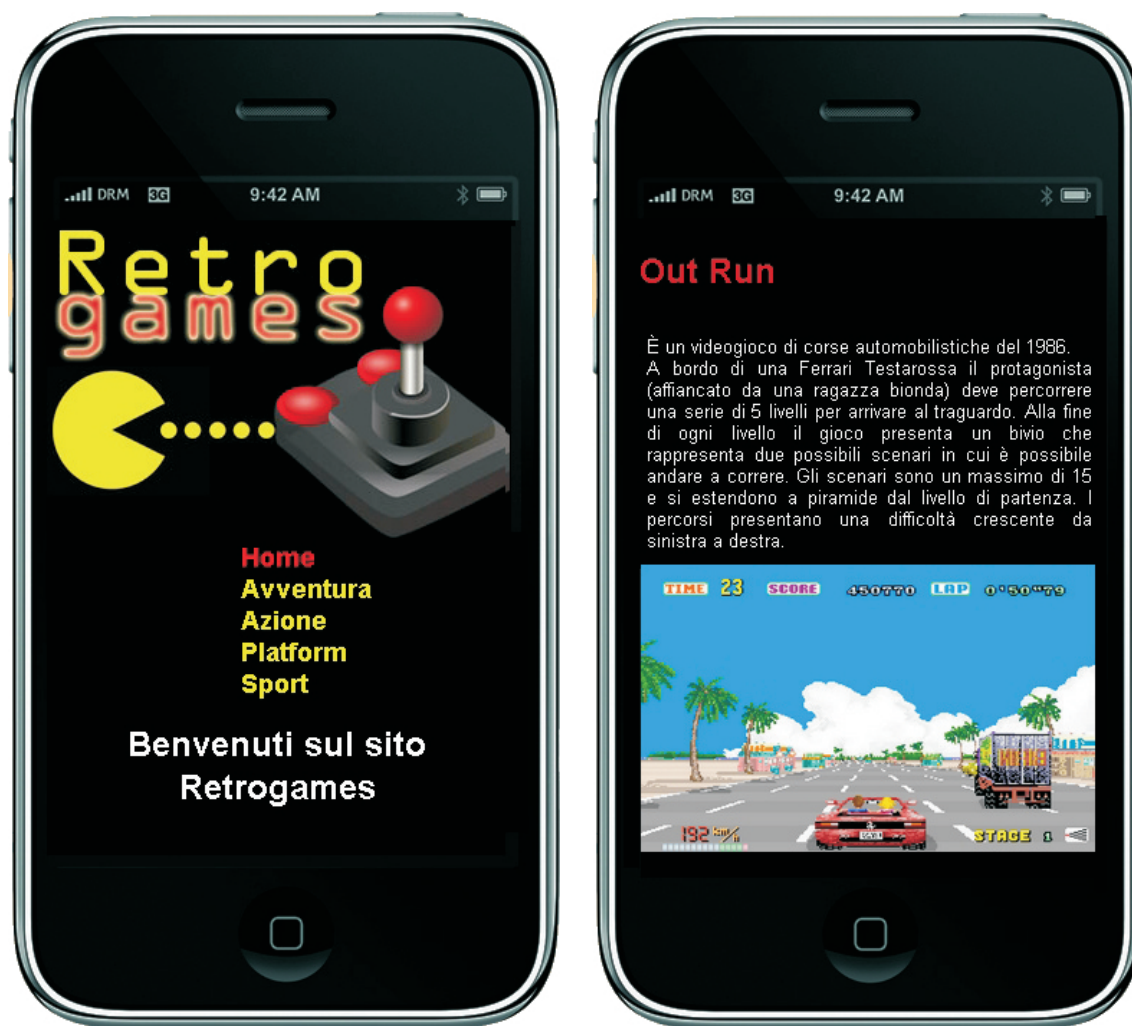 DRM 3G 9:42 AM
Retro
games
Home
Avventura
Azione
Platform
Sport
Benvenuti sul sito
Retrogames
DRM 3G 9:42 AM
Out Run
È un videogioco di corse automobilistiche del 1986.
A bordo di una Ferrari Testarossa il protagonista
(affiancato da una ragazza bionda) deve percorrere
una serie di 5 livelli per arrivare al traguardo. Alla fine
di ogni livello il gioco presenta un bivio che
rappresenta due possibili scenari in cui è possibile
andare a correre. Gli scenari sono un massimo di 15
e si estendono a piramide dal livello di partenza. I
percorsi presentano una difficoltà crescente da
sinistra a destra.
TIME 23 SCORE 450770 LAP 0'50"79
192 km/h STAGE 1